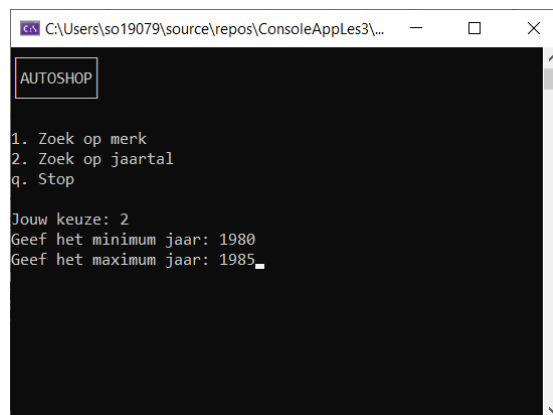 C:\Users\so19079\source\repos\ConsoleAppLes3\...
AUTOSHOP
1. Zoek op merk
2. Zoek op jaartal
q. Stop
Jouw keuze: 2
Geef het minimum jaar: 1980
Geef het maximum jaar: 1985